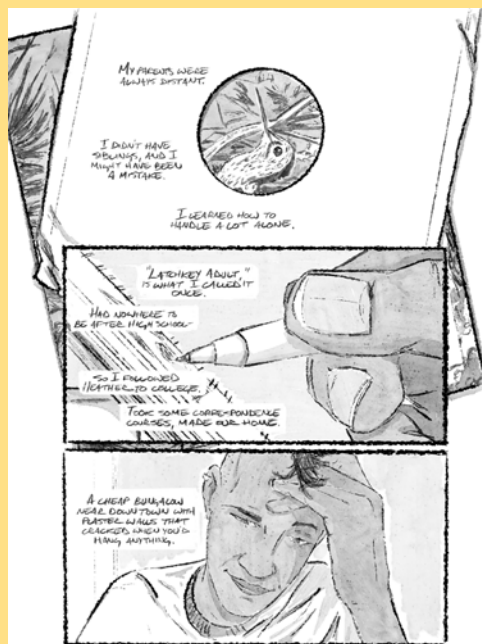 MY PARENTS WERE
ALWAYS DISTANT.
I DIDN'T HAVE
SIBLINGS, AND I
MIGHT HAVE BEEN
A MISTAKE.
I LEARNED HOW TO
HANDLE A LOT ALONE.
"LATCHKEY ADULT,"
IS WHAT I CALLED IT
ONCE.
HAD NOWHERE TO
BE AFTER HIGH SCHOOL-
SO I FOLLOWED
HEATHER TO COLLEGE.
TOOK SOME CORRESPONDENCE
COURSES, MADE OUR HOME.
A CHEAP BUNGALOW
NEAR DOWNTOWN WITH
PLASTER WALLS THAT
CRACKED WHEN YOU'D
HANG ANYTHING.